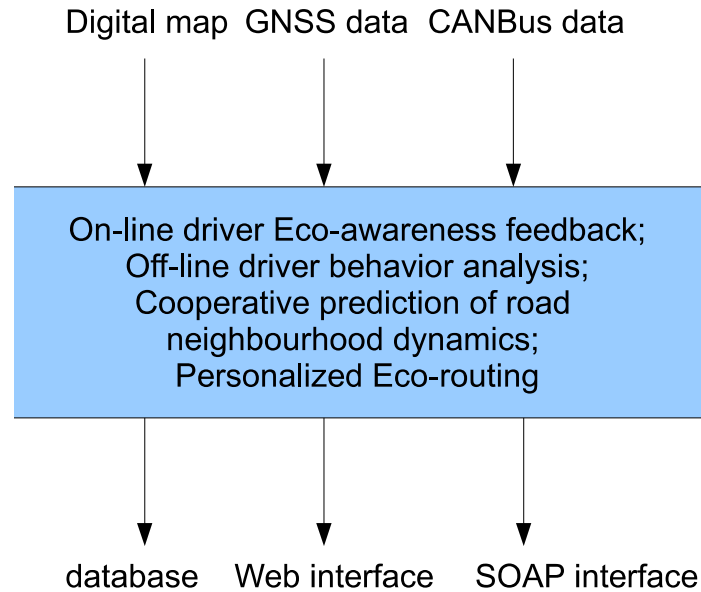 Digital map GNSS data CANBus data
On-line driver Eco-awareness feedback;
Off-line driver behavior analysis;
Cooperative prediction of road
neighbourhood dynamics;
Personalized Eco-routing
database Web interface SOAP interface